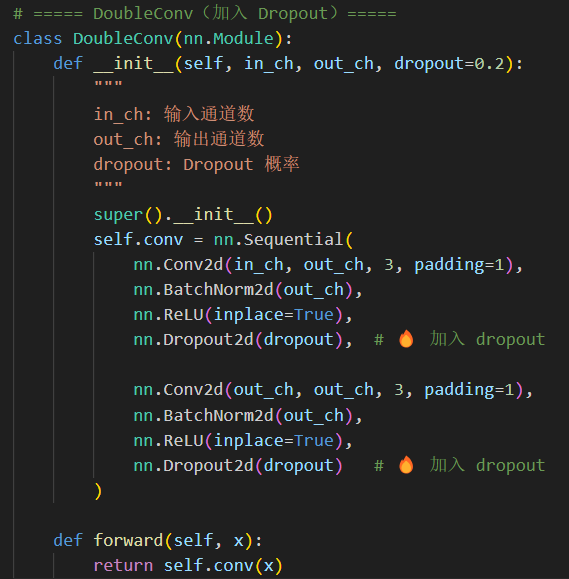 # ===== DoubleConv（加入 Dropout）=====
class DoubleConv(nn.Module):
    def __init__(self, in_ch, out_ch, dropout=0.2):
        """
        in_ch: 输入通道数
        out_ch: 输出通道数
        dropout: Dropout 概率
        """
        super().__init__()
        self.conv = nn.Sequential(
            nn.Conv2d(in_ch, out_ch, 3, padding=1),
            nn.BatchNorm2d(out_ch),
            nn.ReLU(inplace=True),
            nn.Dropout2d(dropout),  # 🔥 加入 dropout

            nn.Conv2d(out_ch, out_ch, 3, padding=1),
            nn.BatchNorm2d(out_ch),
            nn.ReLU(inplace=True),
            nn.Dropout2d(dropout)   # 🔥 加入 dropout
        )

    def forward(self, x):
        return self.conv(x)